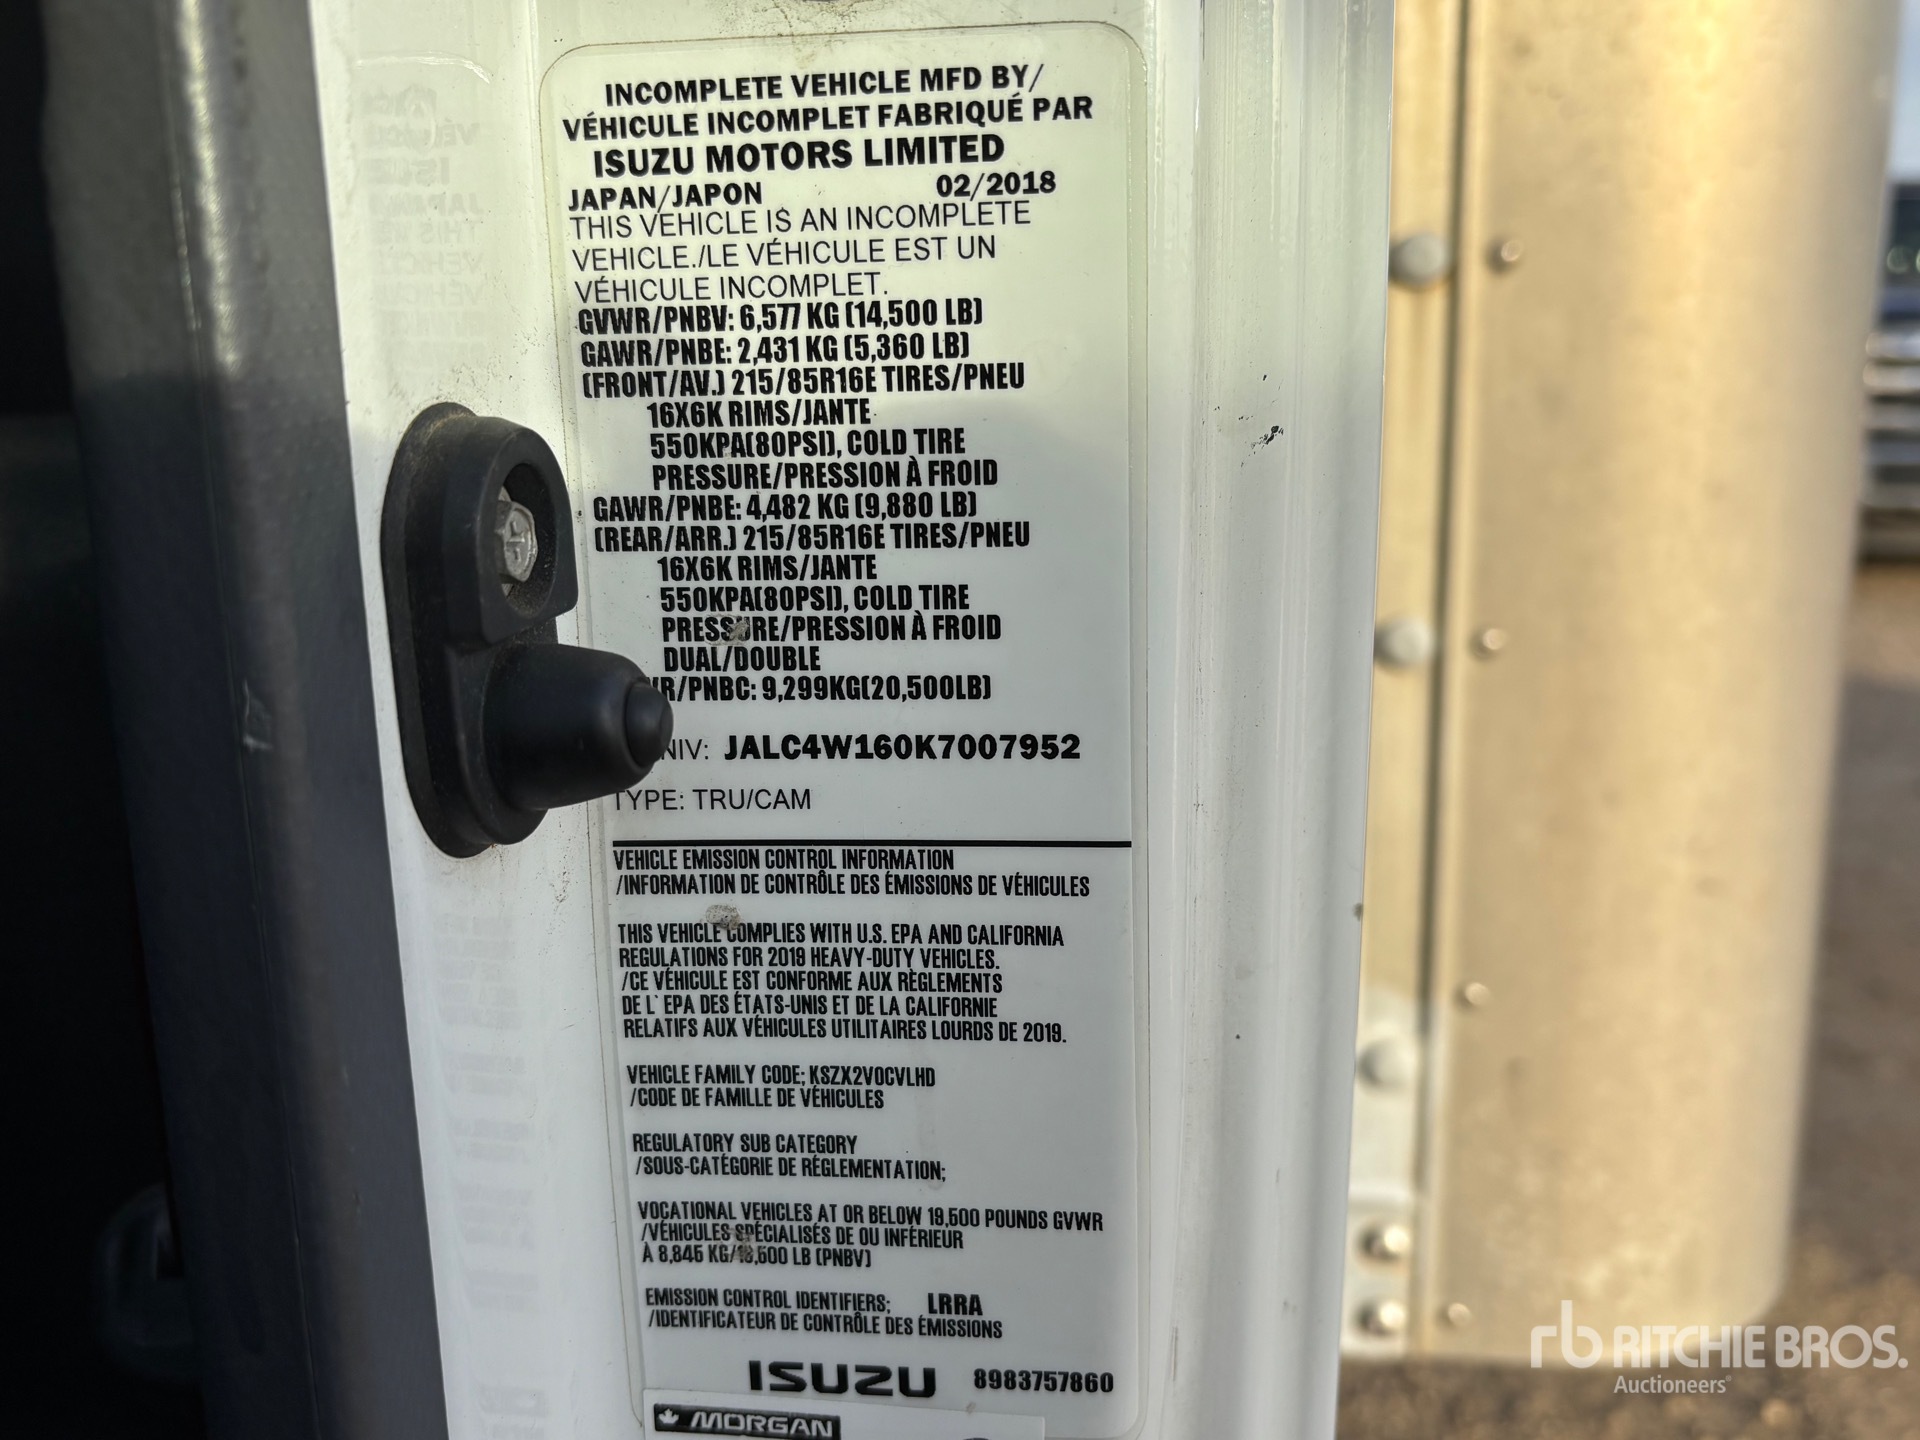 INCOMPLETE VEHICLE MFD BY/
VÉHICULE INCOMPLET FABRIQUÉ PAR
ISUZU MOTORS LIMITED
JAPAN/JAPON 02/2018
THIS VEHICLE IS AN INCOMPLETE
VEHICLE./LE VÉHICULE EST UN
VÉHICULE INCOMPLET.
GVWR/PNBV: 6,577 KG (14,500 LB)
GAWR/PNBE: 2,431 KG (5,360 LB)
(FRONT/AV.) 215/85R16E TIRES/PNEU
16X6K RIMS/JANTE
550KPA(80PSI), COLD TIRE
PRESSURE/PRESSION À FROID
GAWR/PNBE: 4,482 KG (9,880 LB)
(REAR/ARR.) 215/85R16E TIRES/PNEU
16X6K RIMS/JANTE
550KPA(80PSI), COLD TIRE
PRESSURE/PRESSION À FROID
DUAL/DOUBLE
R/PNBC: 9,299KG(20,500LB)
NIV: JALC4W160K7007952
TYPE: TRU/CAM
VEHICLE EMISSION CONTROL INFORMATION
/INFORMATION DE CONTRÔLE DES ÉMISSIONS DE VÉHICULES
THIS VEHICLE COMPLIES WITH U.S. EPA AND CALIFORNIA
REGULATIONS FOR 2019 HEAVY-DUTY VEHICLES.
/CE VÉHICULE EST CONFORME AUX RÈGLEMENTS
DE L' EPA DES ÉTATS-UNIS ET DE LA CALIFORNIE
RELATIFS AUX VÉHICULES UTILITAIRES LOURDS DE 2019.
VEHICLE FAMILY CODE; KSZX2VOCVLHD
/CODE DE FAMILLE DE VÉHICULES
REGULATORY SUB CATEGORY
/SOUS-CATÉGORIE DE RÉGLEMENTATION;
VOCATIONAL VEHICLES AT OR BELOW 19,500 POUNDS GVWR
/VÉHICULES SPÉCIALISÉS DE OU INFÉRIEUR
À 8,845 KG/19,500 LB (PNBV)
EMISSION CONTROL IDENTIFIERS; LRRA
/IDENTIFICATEUR DE CONTRÔLE DES ÉMISSIONS
ISUZU 8983757860
MORGAN
rb RITCHIE BROS.
Auctioneers